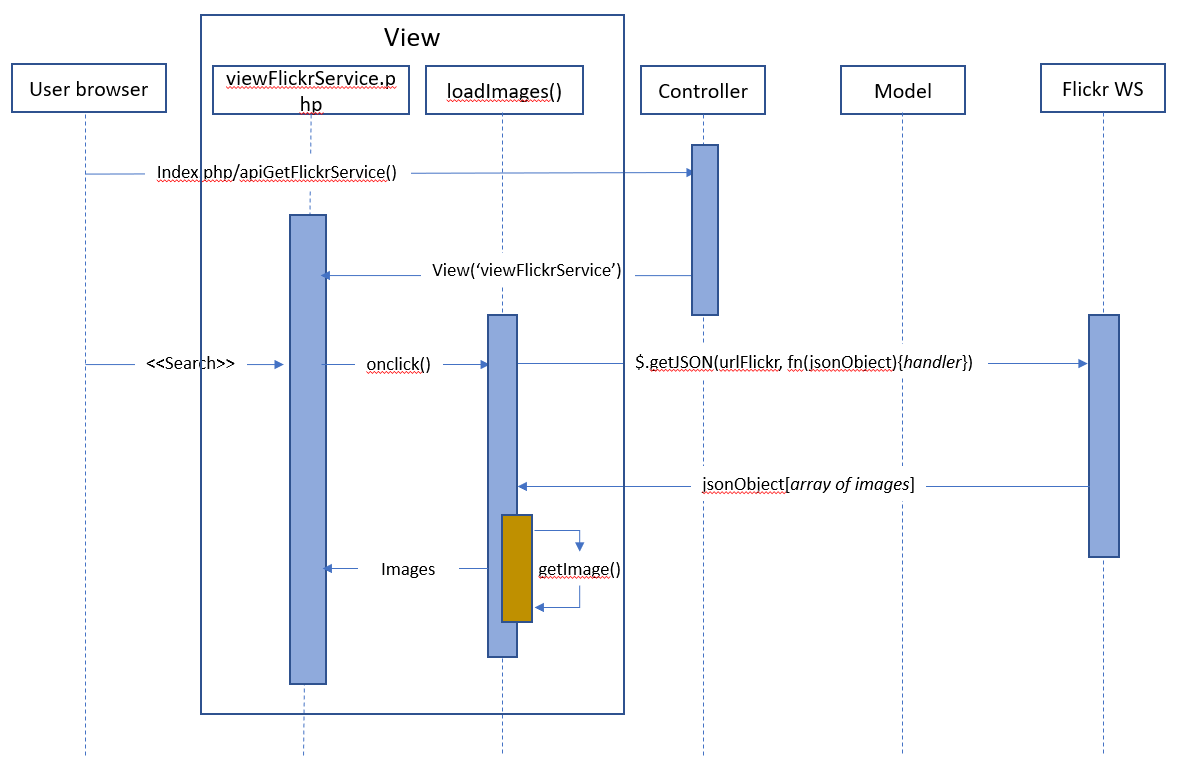 View
User browser
viewFlickrService.p
hp
loadImages()
Controller
Model
Flickr WS
Index.php/apiGetFlickrService()
View(‘viewFlickrService’)
<<Search>>
onclick()
$.getJSON(urlFlickr, fn(jsonObject){handler})
jsonObject[array of images]
Images
getImage()